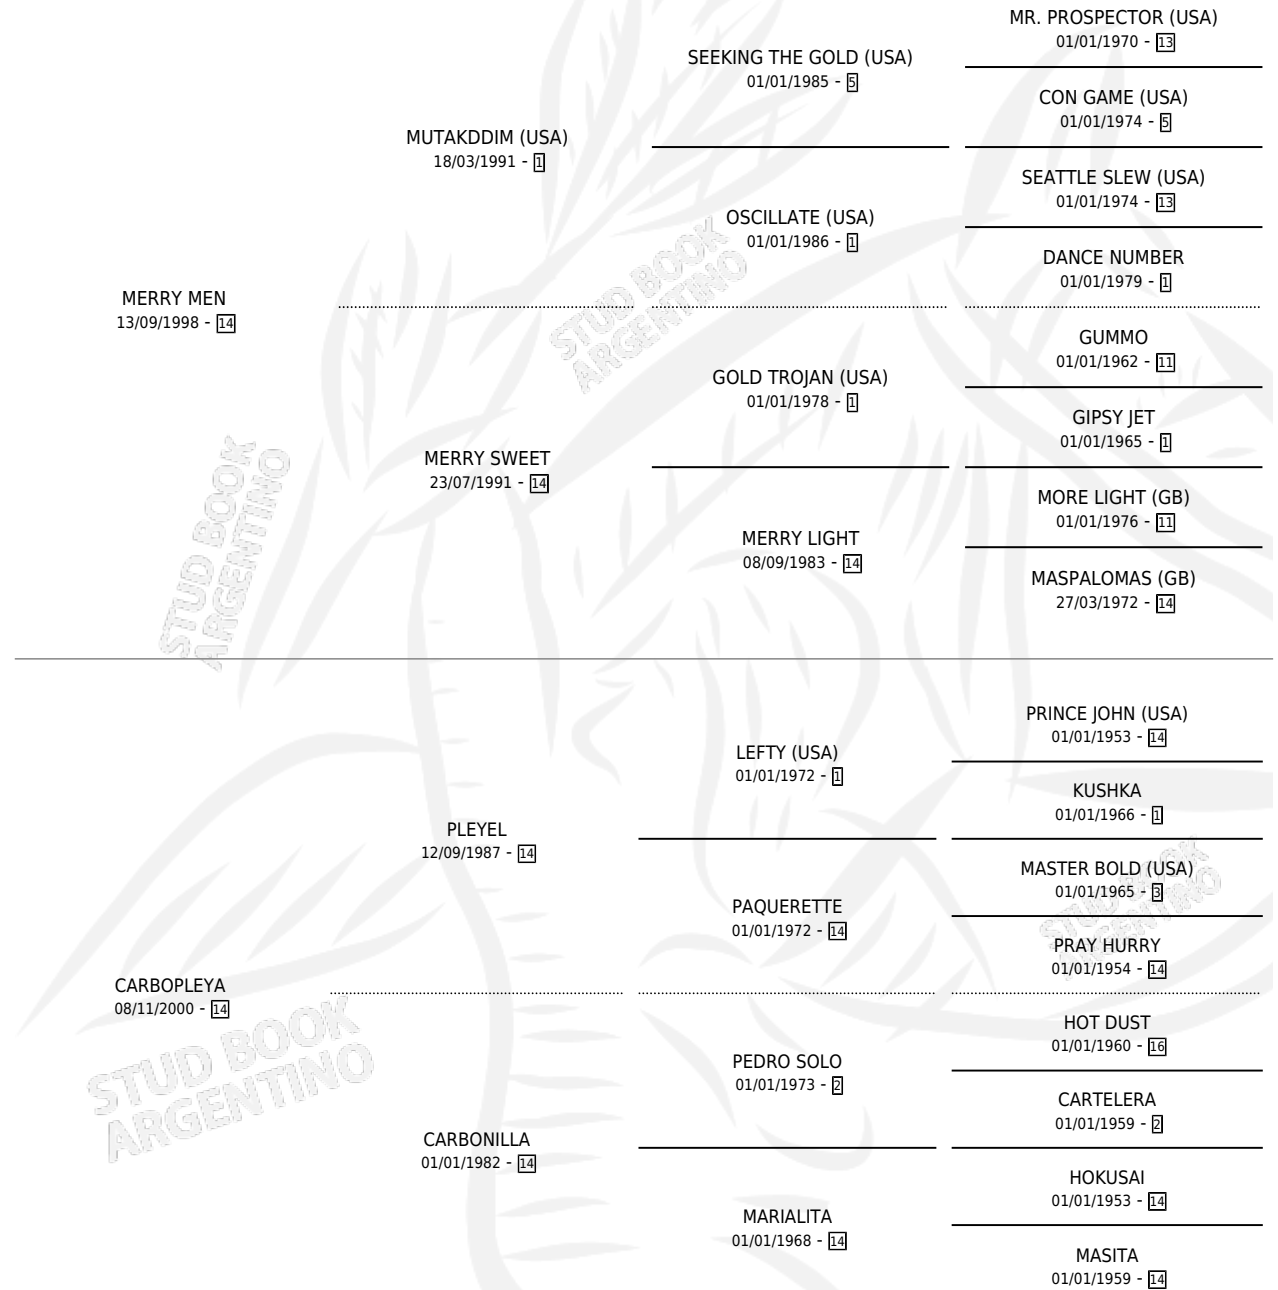 MR. PROSPECTOR (USA)
01/01/1970 - 13
SEEKING THE GOLD (USA)
01/01/1985 - 5
CON GAME (USA)
01/01/1974 - 5
MUTAKDDIM (USA)
18/03/1991 - 1
SEATTLE SLEW (USA)
01/01/1974 - 13
OSCILLATE (USA)
01/01/1986 - 1
DANCE NUMBER
01/01/1979 - 1
MERRY MEN
13/09/1998 - 14
GUMMO
01/01/1962 - 11
GOLD TROJAN (USA)
01/01/1978 - 1
GIPSY JET
01/01/1965 - 1
MERRY SWEET
23/07/1991 - 14
MORE LIGHT (GB)
01/01/1976 - 11
MERRY LIGHT
08/09/1983 - 14
MASPALOMAS (GB)
27/03/1972 - 14
PRINCE JOHN (USA)
01/01/1953 - 14
LEFTY (USA)
01/01/1972 - 1
KUSHKA
01/01/1966 - 1
PLEYEL
12/09/1987 - 14
MASTER BOLD (USA)
01/01/1965 - 3
PAQUERETTE
01/01/1972 - 14
PRAY HURRY
01/01/1954 - 14
CARBOPLEYA
08/11/2000 - 14
HOT DUST
01/01/1960 - 16
PEDRO SOLO
01/01/1973 - 2
CARTELERA
01/01/1959 - 2
CARBONILLA
01/01/1982 - 14
HOKUSAI
01/01/1953 - 14
MARIALITA
01/01/1968 - 14
MASITA
01/01/1959 - 14
STUD BOOK
ARGENTINO
STUD BOOK
ARGENTINO
STUD BOOK
ARGENTINO
STUD BOOK
ARGENTINO